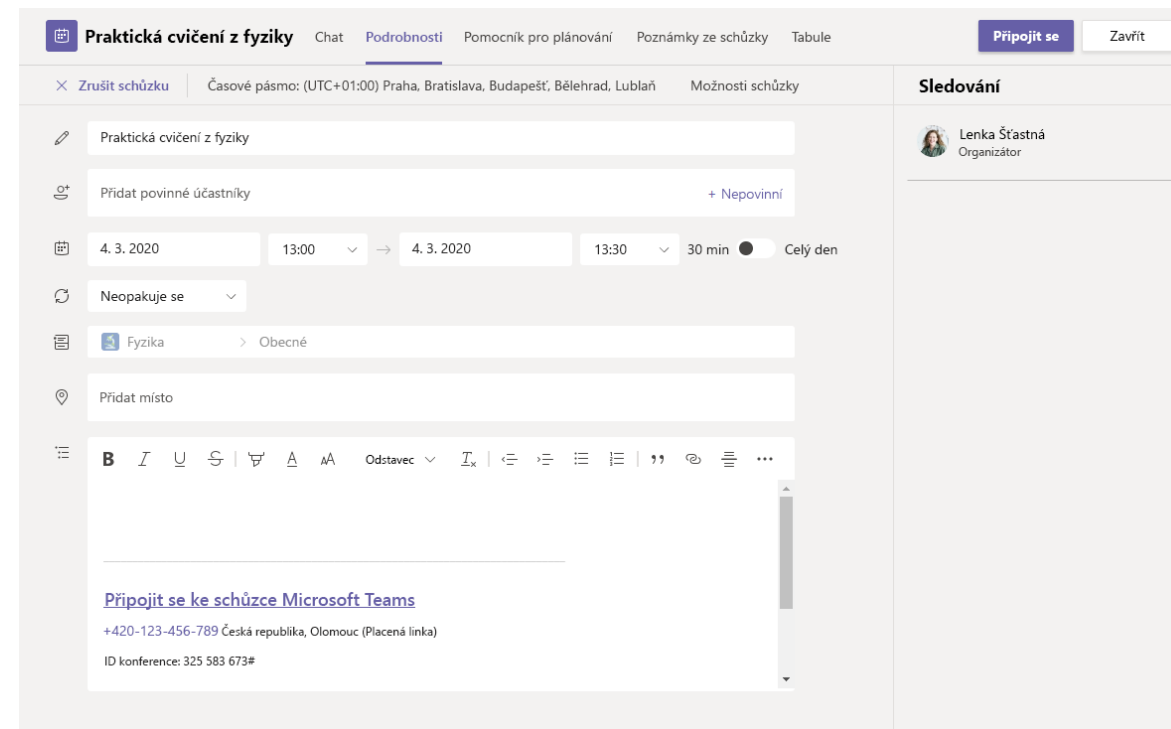 Praktická cvičení z fyziky Chat Podrobnosti Pomocník pro plánování Poznámky ze schůzky Tabule Připojit se Zavřít
Zrušit schůzku Časové pásmo: (UTC+01:00) Praha, Bratislava, Budapešť, Bělehrad, Lublaň Možnosti schůzky
Sledování
Praktická cvičení z fyziky
Lenka Šťastná
Organizátor
Přidat povinné účastníky + Nepovinní
4. 3. 2020 13:00 → 4. 3. 2020 13:30 30 min Celý den
Neopakuje se
Fyzika > Obecné
Přidat místo
B I U S A AA Odstavec Ix
Připojit se ke schůzce Microsoft Teams
+420-123-456-789 Česká republika, Olomouc (Placená linka)
ID konference: 325 583 673#